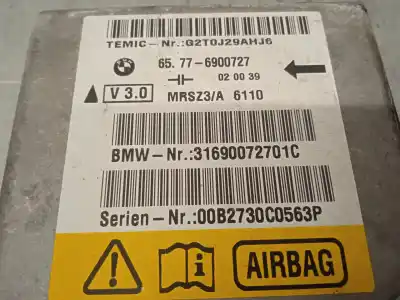 TEMIC-Nr.:G2T0J29AHJ6
BMW
65.77-6900727
02 00 39
V 3.0
MRSZ3/A 6110
BMW-Nr.:31690072701C
Serien-Nr.:00B2730C0563P
! i AIRBAG